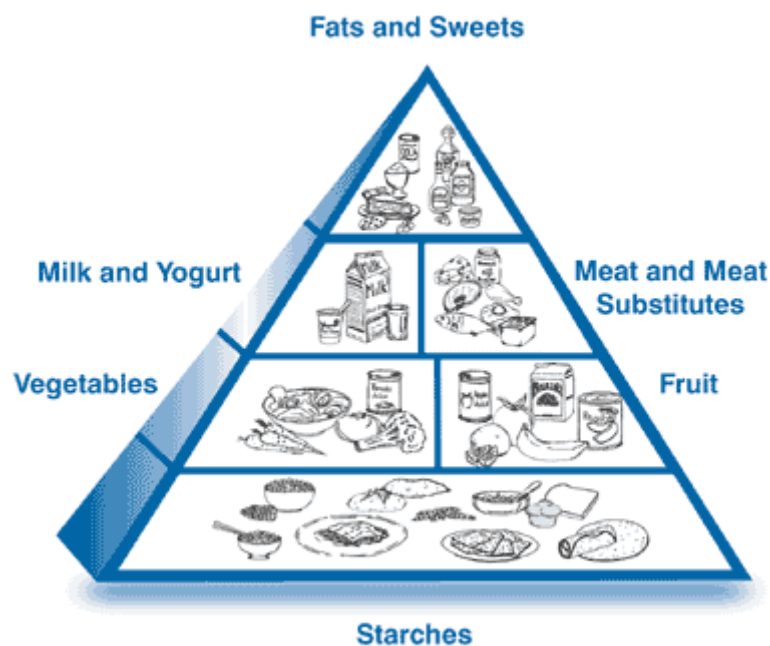 Fats and Sweets
Milk and Yogurt
Milk
Meat and Meat
Substitutes
Vegetables
Fruit
Starches